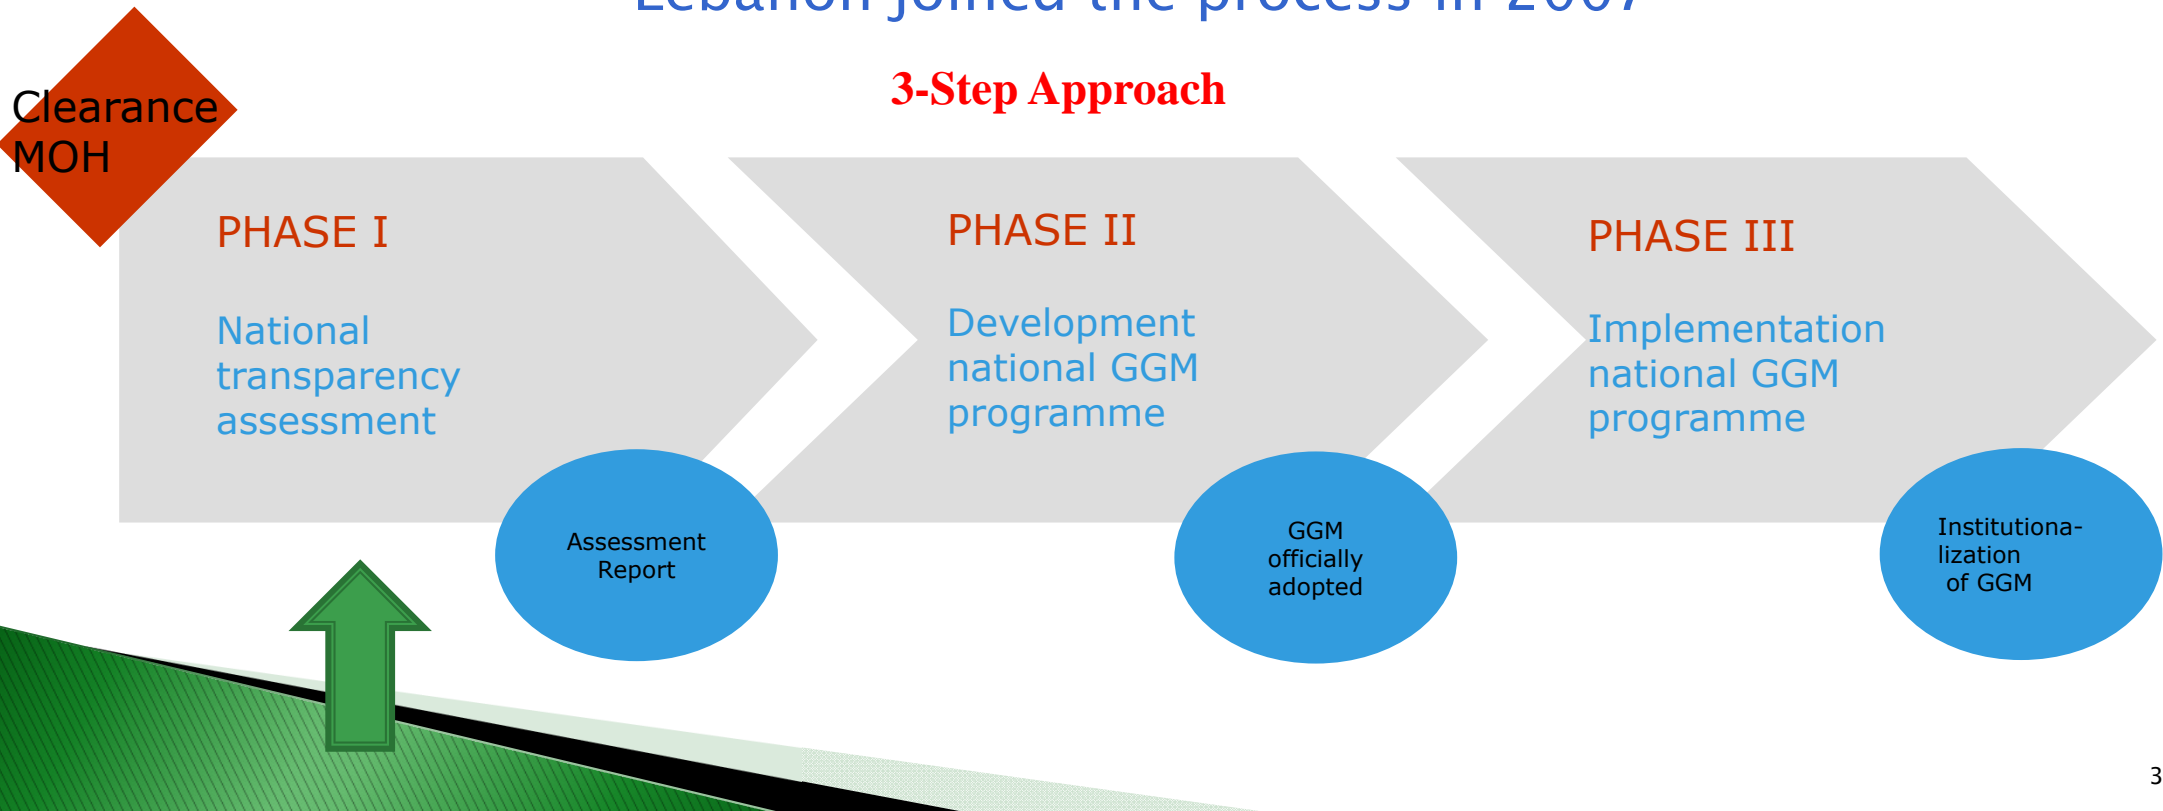 Lebanon joined the process in 2007
3-Step Approach
Clearance
MOH
PHASE I
National
transparency
assessment
Assessment
Report
PHASE II
Development
national GGM
programme
GGM
officially
adopted
PHASE III
Implementation
national GGM
programme
Institutiona-
lization
of GGM
3